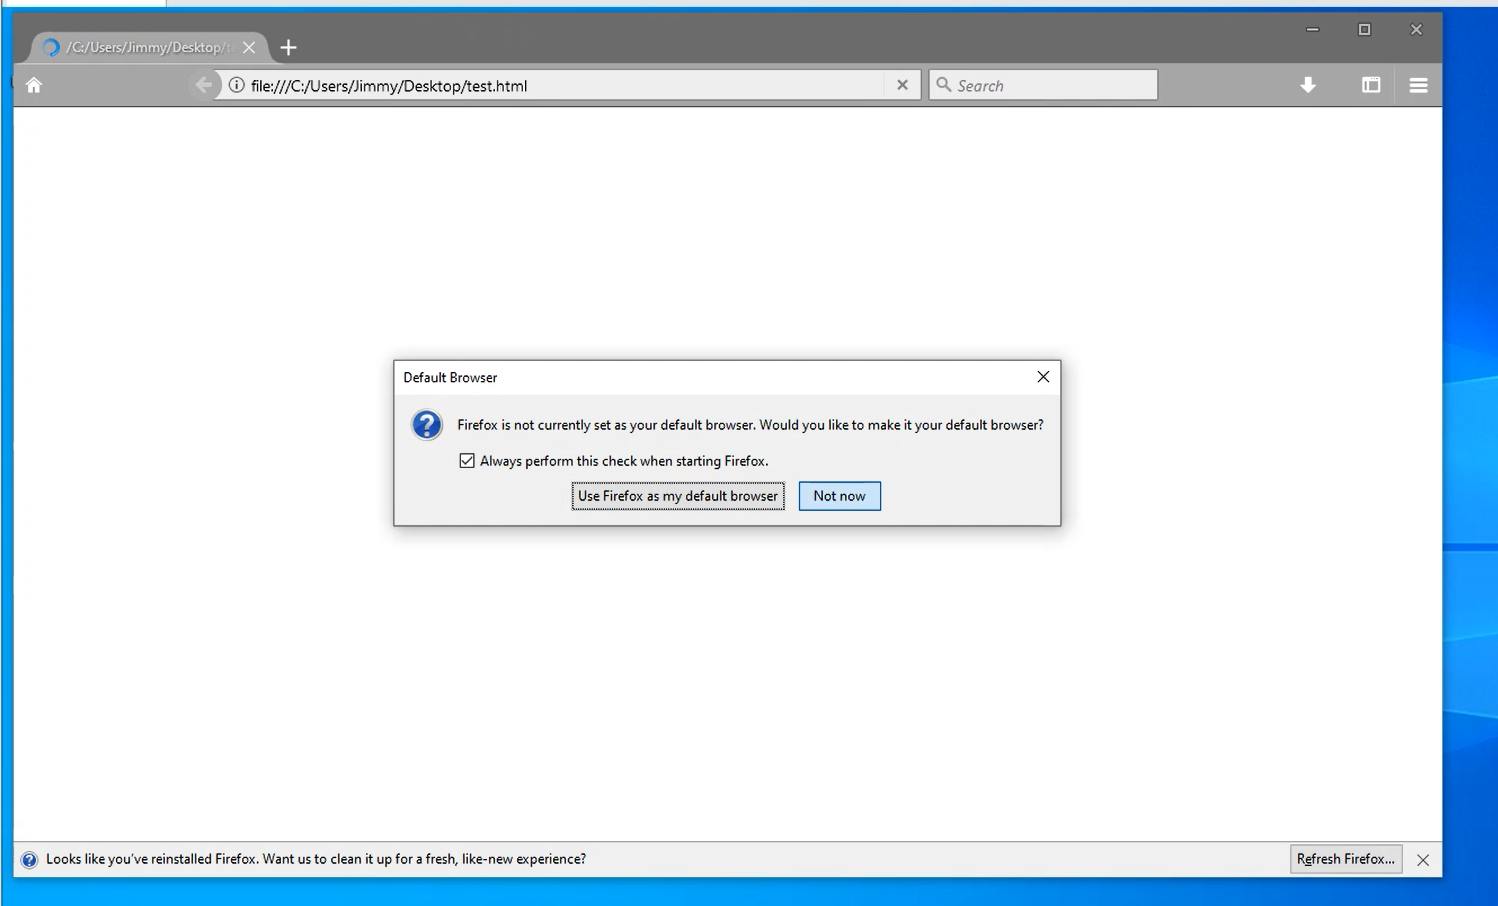 /C:/Users/Jimmy/Desktop/t
file:///C:/Users/Jimmy/Desktop/test.html
Search
Default Browser
Firefox is not currently set as your default browser. Would you like to make it your default browser?
Always perform this check when starting Firefox.
Use Firefox as my default browser
Not now
Looks like you've reinstalled Firefox. Want us to clean it up for a fresh, like-new experience?
Refresh Firefox...